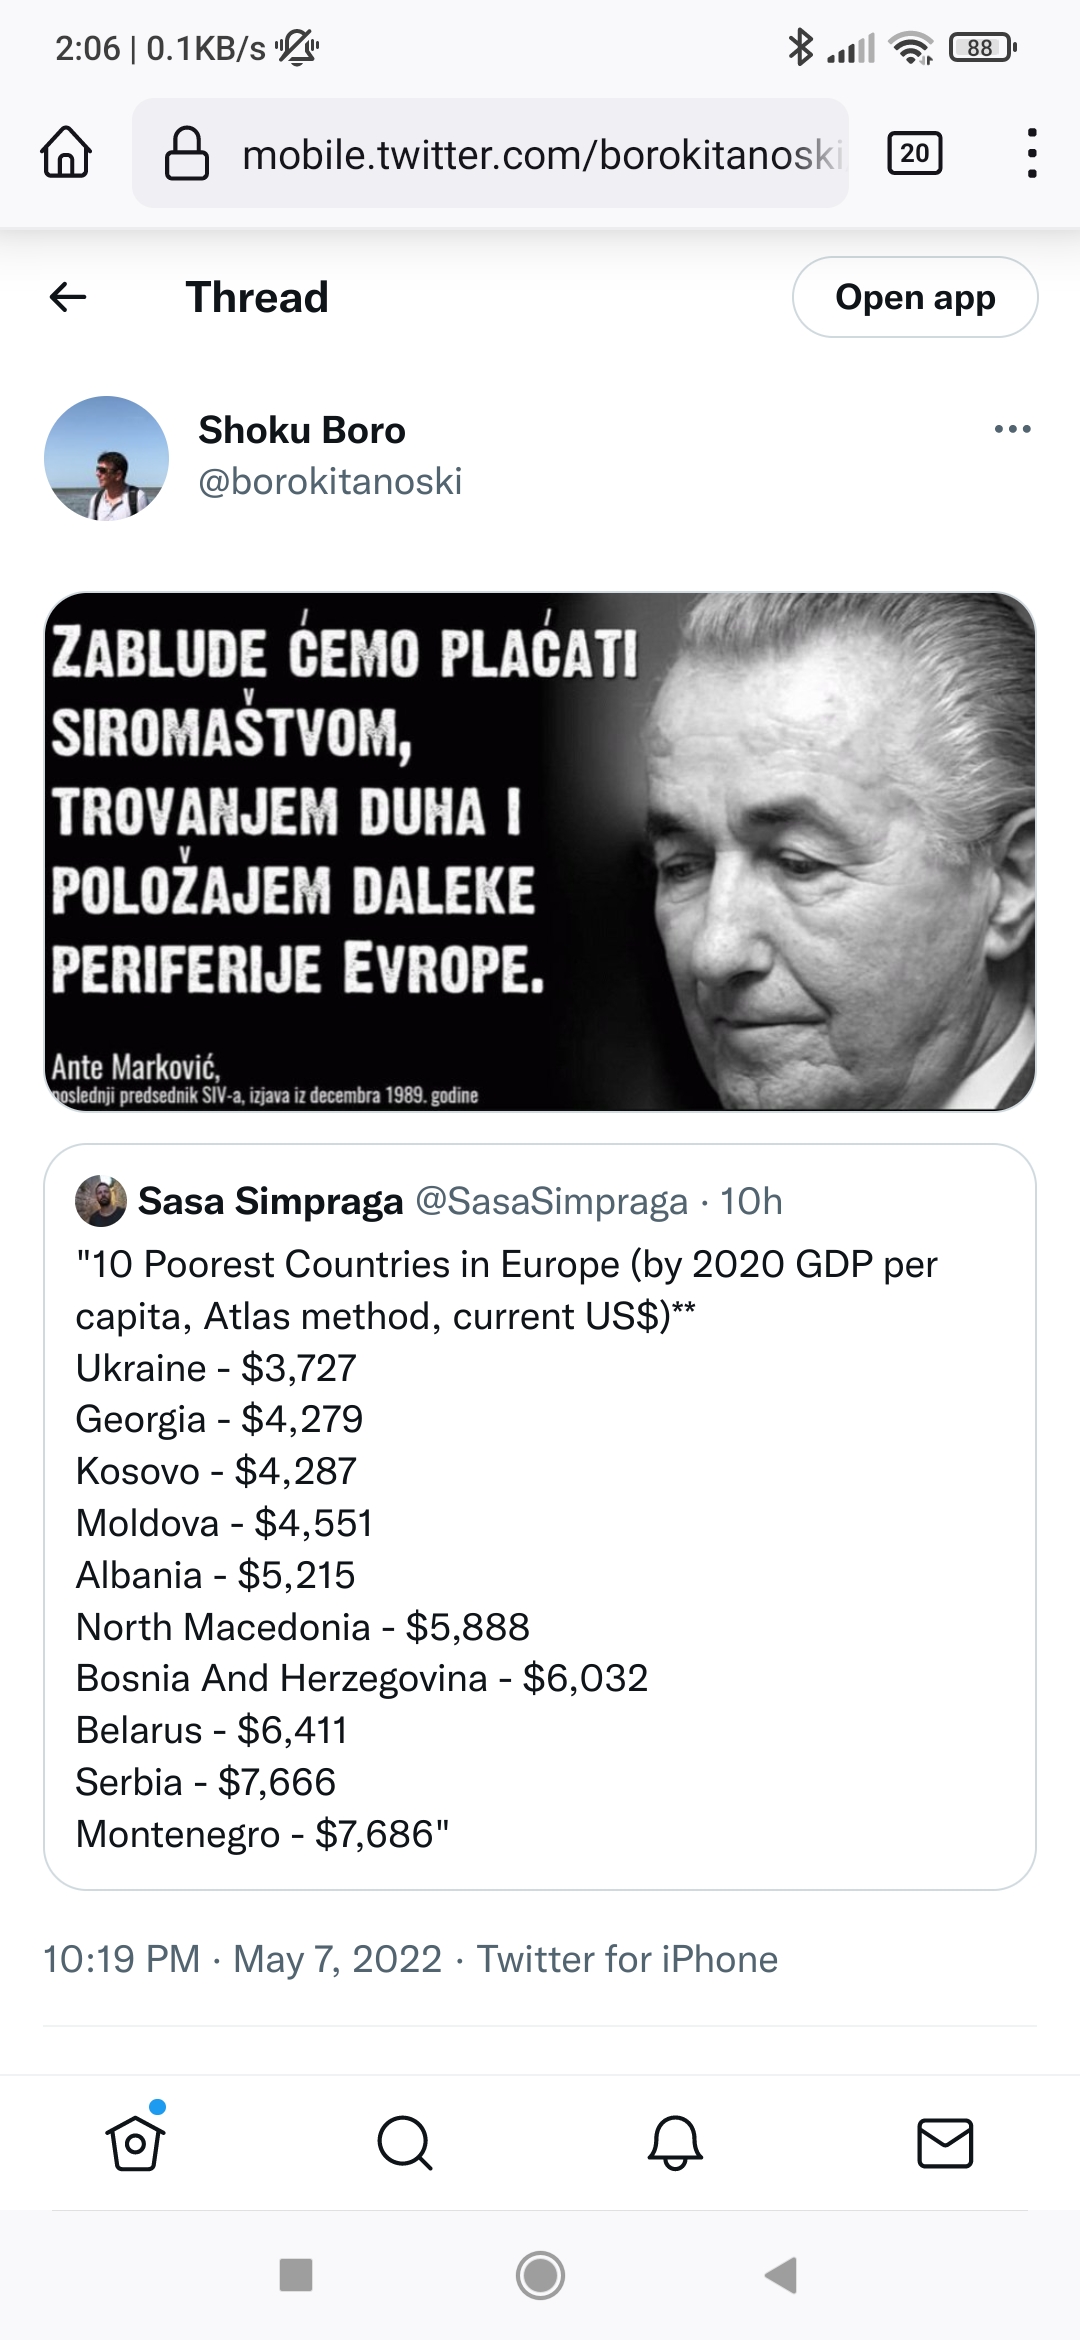 2:06 | 0.1KB/s
88
mobile.twitter.com/borokitanoski
20
Thread
Open app
Shoku Boro
@borokitanoski
ZABLUDE ĆEMO PLAĆATI
SIROMAŠTVOM,
TROVANJEM DUHA I
POLOŽAJEM DALEKE
PERIFERIJE EVROPE.
Ante Marković,
poslednji predsednik SIV-a, izjava iz decembra 1989. godine
Sasa Simpraga @SasaSimpraga · 10h
"10 Poorest Countries in Europe (by 2020 GDP per
capita, Atlas method, current US$)**
Ukraine - $3,727
Georgia - $4,279
Kosovo - $4,287
Moldova - $4,551
Albania - $5,215
North Macedonia - $5,888
Bosnia And Herzegovina - $6,032
Belarus - $6,411
Serbia - $7,666
Montenegro - $7,686"
10:19 PM · May 7, 2022 · Twitter for iPhone